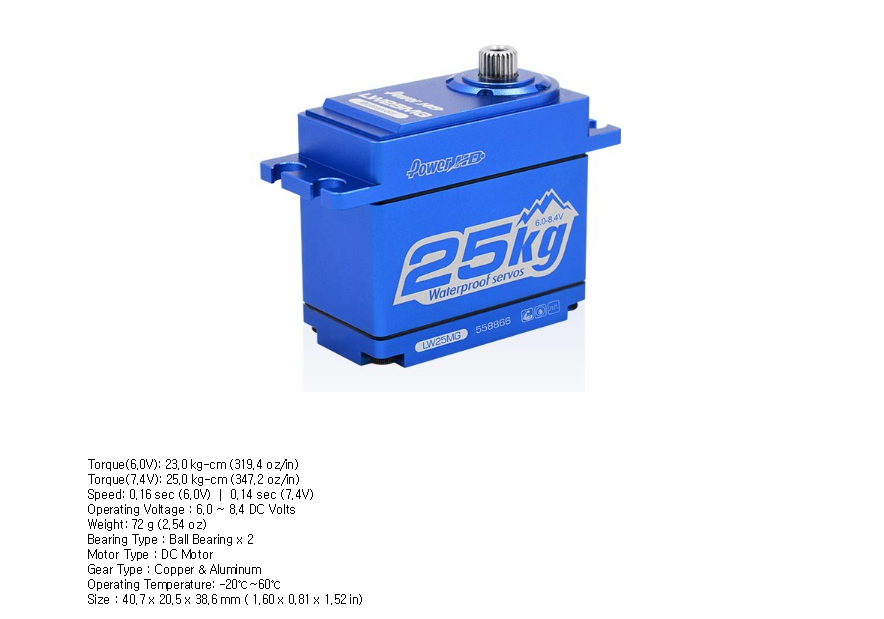 Power HD
LW25MG
Power HD
6.0-8.4V
25kg
Waterproof servos
LW25MG 558866
Torque(6.0V): 23.0 kg-cm (319.4 oz/in)
Torque(7.4V): 25.0 kg-cm (347.2 oz/in)
Speed: 0.16 sec (6.0V) | 0.14 sec (7.4V)
Operating Voltage : 6.0 ~ 8.4 DC Volts
Weight: 72 g (2.54 oz)
Bearing Type : Ball Bearing x 2
Motor Type : DC Motor
Gear Type : Copper & Aluminum
Operating Temperature: -20℃~60℃
Size : 40.7 x 20.5 x 38.6 mm ( 1.60 x 0.81 x 1.52 in)